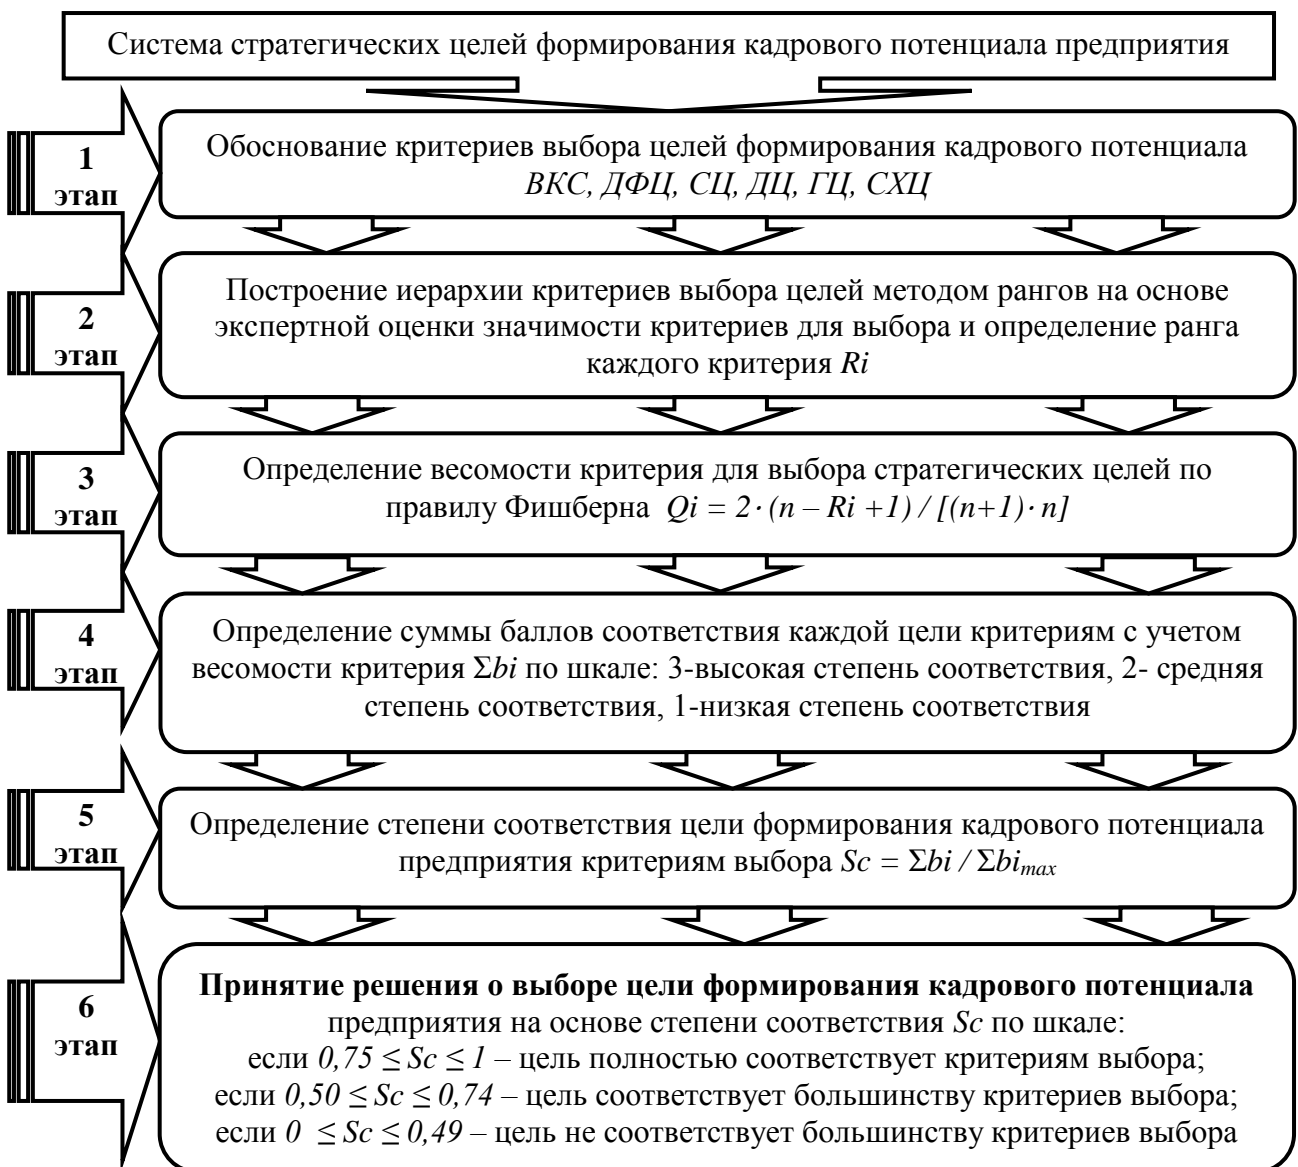 Система стратегических целей формирования кадрового потенциала предприятия
1
этап
Обоснование критериев выбора целей формирования кадрового потенциала
ВКС, ДФЦ, СЦ, ДЦ, ГЦ, СХЦ
2
этап
Построение иерархии критериев выбора целей методом рангов на основе
экспертной оценки значимости критериев для выбора и определение ранга
каждого критерия Ri
3
этап
Определение весомости критерия для выбора стратегических целей по
правилу Фишберна Qi = 2· (n – Ri +1) / [(n+1)· n]
4
этап
Определение суммы баллов соответствия каждой цели критериям с учетом
весомости критерия Σbi по шкале: 3-высокая степень соответствия, 2- средняя
степень соответствия, 1-низкая степень соответствия
5
этап
Определение степени соответствия цели формирования кадрового потенциала
предприятия критериям выбора Sc = Σbi / Σbimax
6
этап
Принятие решения о выборе цели формирования кадрового потенциала
предприятия на основе степени соответствия Sc по шкале:
если 0,75 ≤ Sc ≤ 1 – цель полностью соответствует критериям выбора;
если 0,50 ≤ Sc ≤ 0,74 – цель соответствует большинству критериев выбора;
если 0 ≤ Sc ≤ 0,49 – цель не соответствует большинству критериев выбора